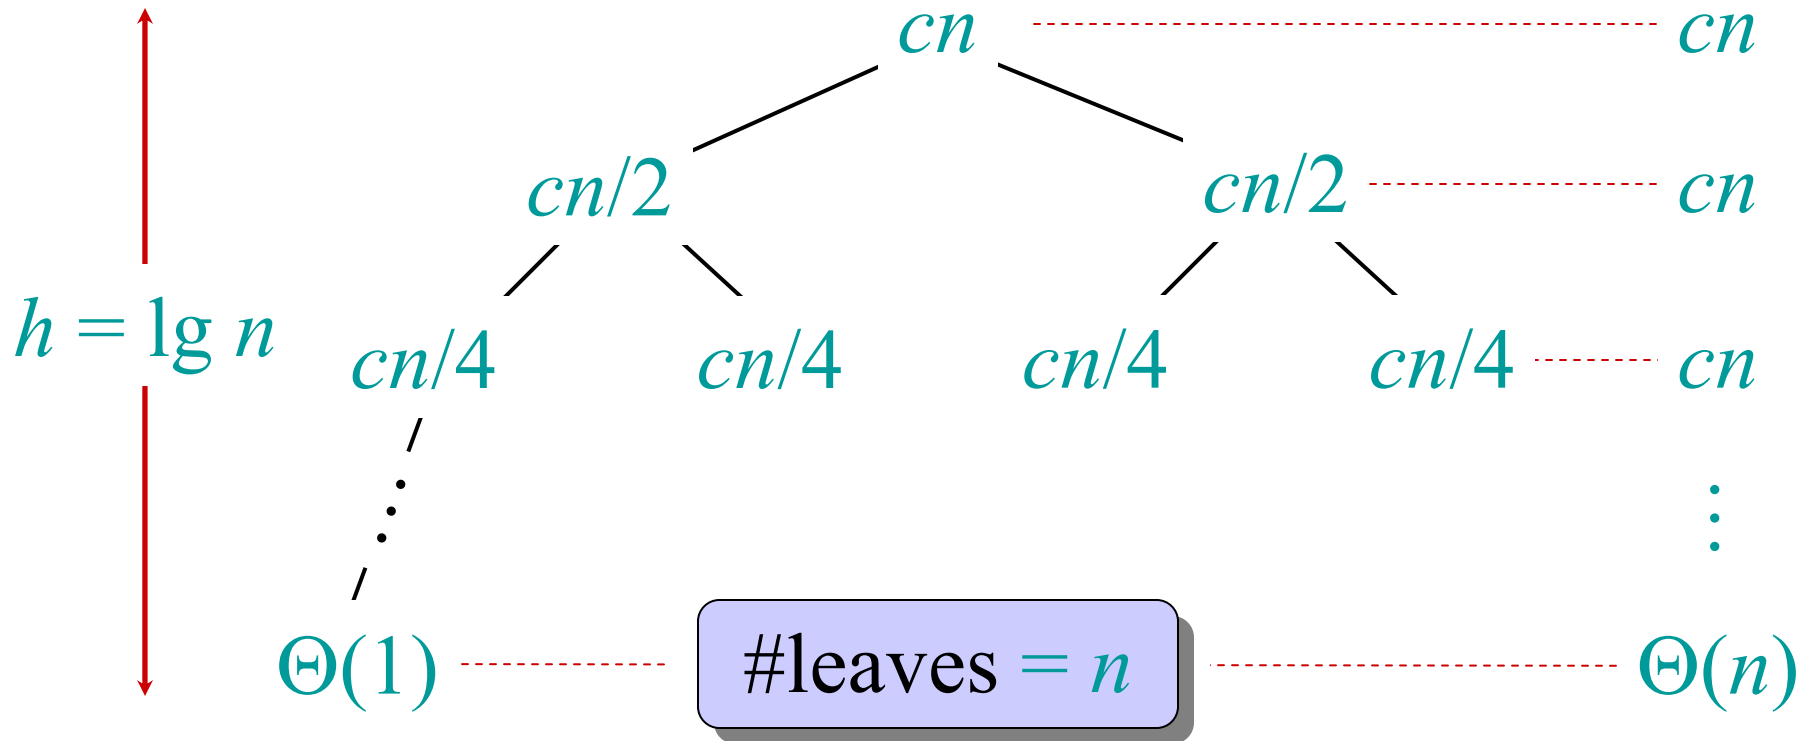 cn cn
cn/2 cn/2 cn
h = lg n cn/4 cn/4 cn/4 cn/4 cn
Θ(1) #leaves = n Θ(n)